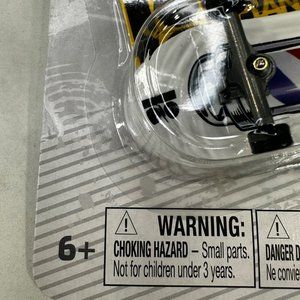 6+
WARNING:
CHOKING HAZARD – Small parts.
Not for children under 3 years.
DANGER D
Ne convie